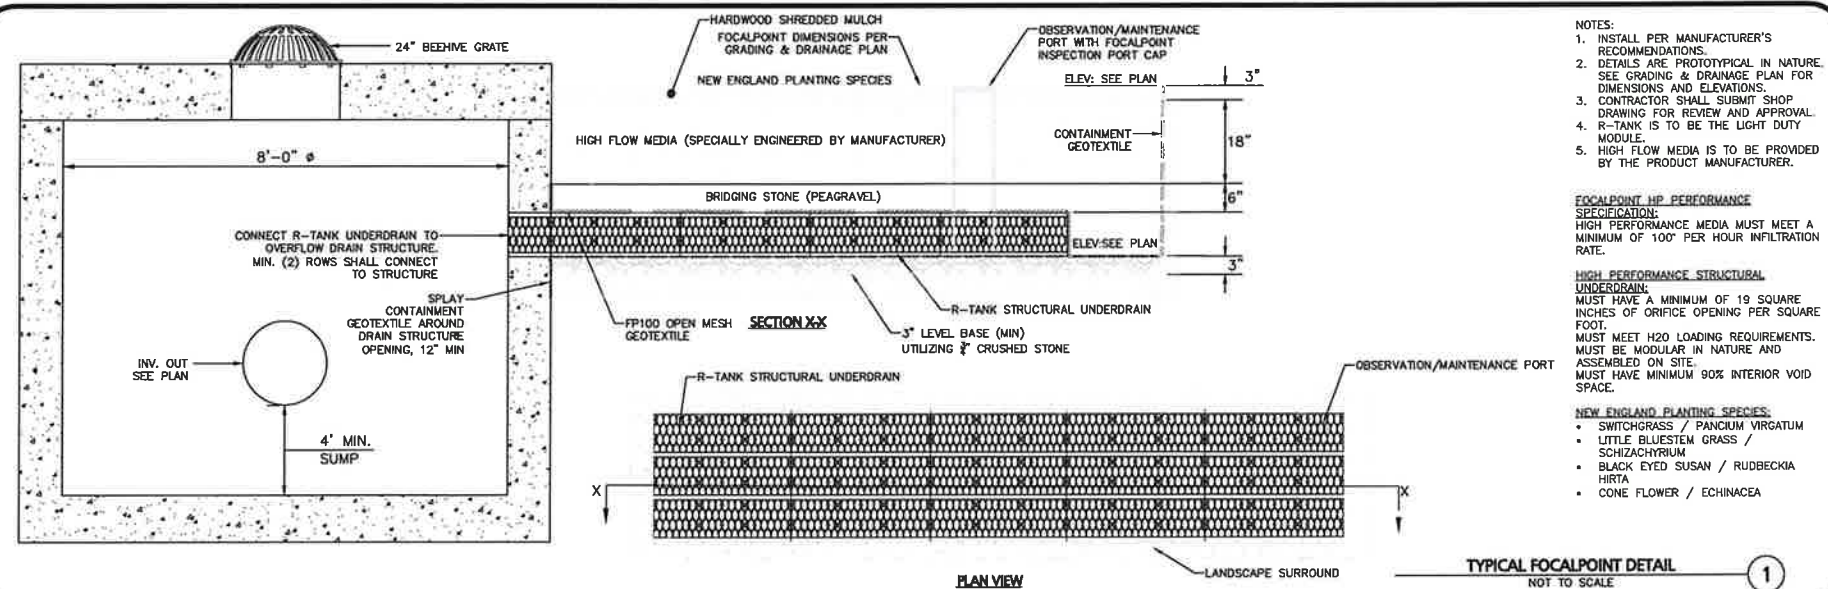 24" BEEHIVE GRATE
8'-0" ø
CONNECT R-TANK UNDERDRAIN TO
OVERFLOW DRAIN STRUCTURE.
MIN. (2) ROWS SHALL CONNECT
TO STRUCTURE
SPLAY
CONTAINMENT
GEOTEXTILE AROUND
DRAIN STRUCTURE
OPENING, 12" MIN
INV. OUT
SEE PLAN
4' MIN.
SUMP
HARDWOOD SHREDDED MULCH
FOCALPOINT DIMENSIONS PER
GRADING & DRAINAGE PLAN
NEW ENGLAND PLANTING SPECIES
OBSERVATION/MAINTENANCE
PORT WITH FOCALPOINT
INSPECTION PORT CAP
ELEV: SEE PLAN
3"
HIGH FLOW MEDIA (SPECIALLY ENGINEERED BY MANUFACTURER)
CONTAINMENT
GEOTEXTILE
18"
BRIDGING STONE (PEAGRAVEL)
6"
ELEV:SEE PLAN
3"
R-TANK STRUCTURAL UNDERDRAIN
FP100 OPEN MESH
GEOTEXTILE
SECTION X-X
3" LEVEL BASE (MIN)
UTILIZING CRUSHED STONE
R-TANK STRUCTURAL UNDERDRAIN
OBSERVATION/MAINTENANCE PORT
X
X
LANDSCAPE SURROUND
PLAN VIEW
NOTES:
1. INSTALL PER MANUFACTURER'S
RECOMMENDATIONS.
2. DETAILS ARE PROTOTYPICAL IN NATURE.
SEE GRADING & DRAINAGE PLAN FOR
DIMENSIONS AND ELEVATIONS.
3. CONTRACTOR SHALL SUBMIT SHOP
DRAWING FOR REVIEW AND APPROVAL.
4. R-TANK IS TO BE THE LIGHT DUTY
MODULE.
5. HIGH FLOW MEDIA IS TO BE PROVIDED
BY THE PRODUCT MANUFACTURER.
FOCALPOINT HP PERFORMANCE
SPECIFICATION:
HIGH PERFORMANCE MEDIA MUST MEET A
MINIMUM OF 100" PER HOUR INFILTRATION
RATE.
HIGH PERFORMANCE STRUCTURAL
UNDERDRAIN:
MUST HAVE A MINIMUM OF 19 SQUARE
INCHES OF ORIFICE OPENING PER SQUARE
FOOT.
MUST MEET H20 LOADING REQUIREMENTS.
MUST BE MODULAR IN NATURE AND
ASSEMBLED ON SITE.
MUST HAVE MINIMUM 90% INTERIOR VOID
SPACE.
NEW ENGLAND PLANTING SPECIES:
• SWITCHGRASS / PANCIUM VIRGATUM
• LITTLE BLUESTEM GRASS /
SCHIZACHYRIUM
• BLACK EYED SUSAN / RUDBECKIA
HIRTA
• CONE FLOWER / ECHINACEA
TYPICAL FOCALPOINT DETAIL
NOT TO SCALE
1